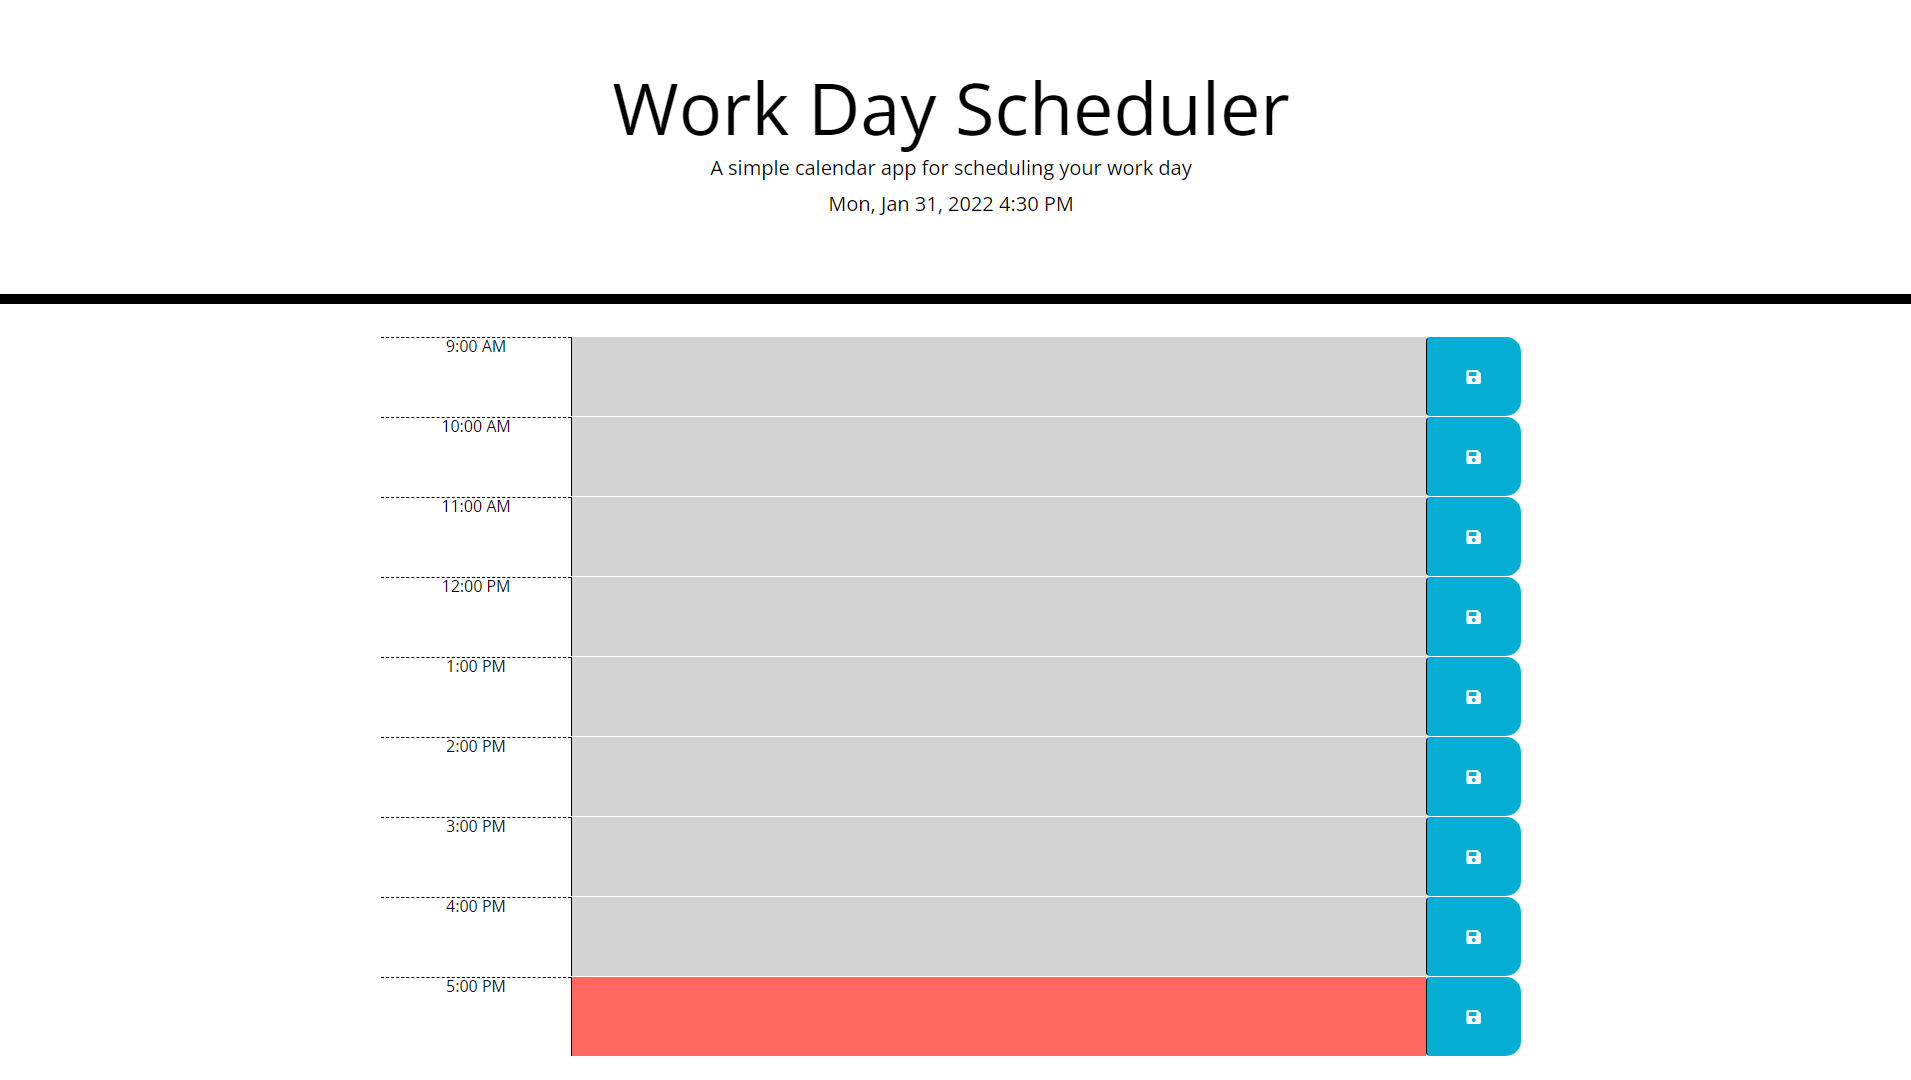 Work Day Scheduler
A simple calendar app for scheduling your work day
Mon, Jan 31, 2022 4:30 PM
9:00 AM
10:00 AM
11:00 AM
12:00 PM
1:00 PM
2:00 PM
3:00 PM
4:00 PM
5:00 PM